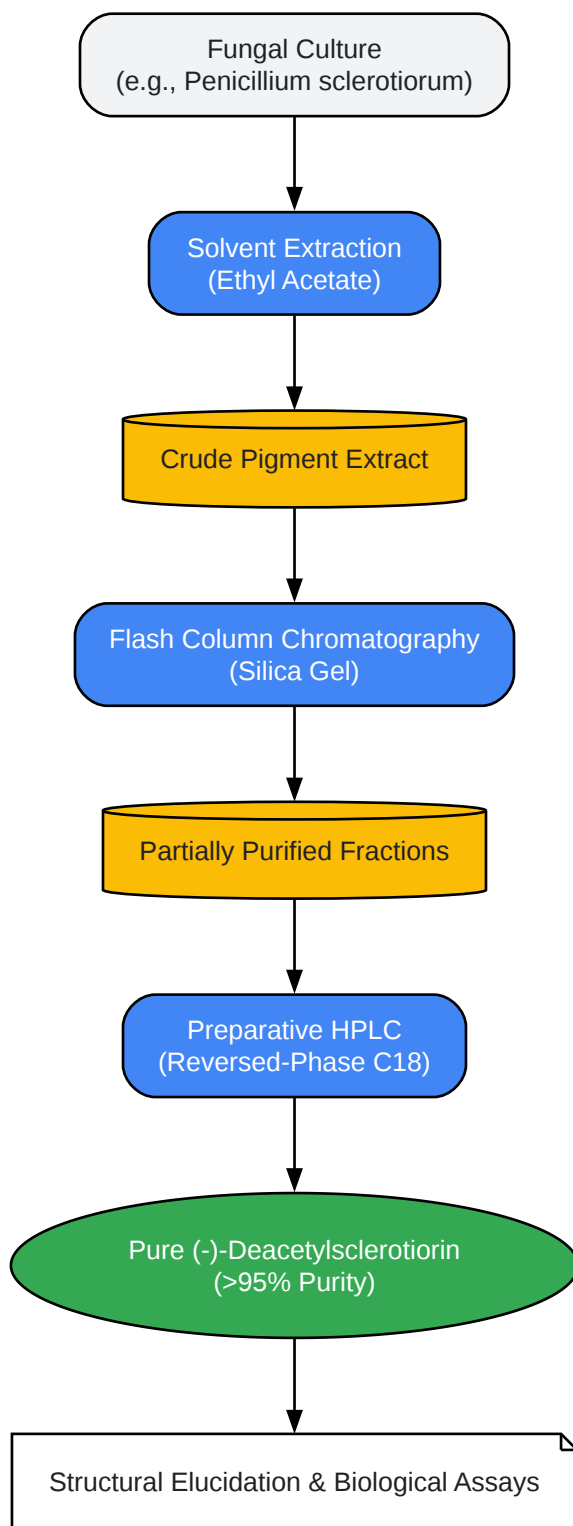 Fungal Culture
(e.g., Penicillium sclerotiorum)
Solvent Extraction
(Ethyl Acetate)
Crude Pigment Extract
Flash Column Chromatography
(Silica Gel)
Partially Purified Fractions
Preparative HPLC
(Reversed-Phase C18)
Pure (-)-Deacetylsclerotiorin
(>95% Purity)
Structural Elucidation & Biological Assays